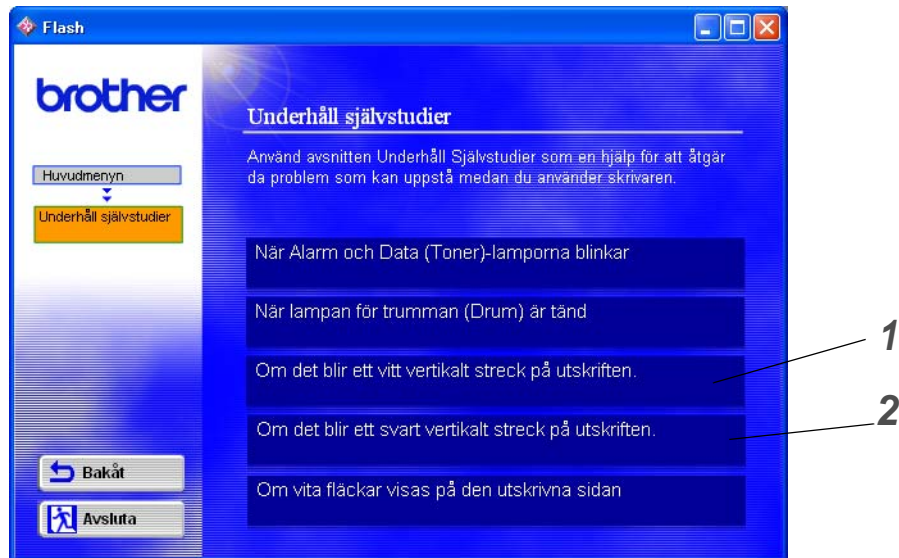 Flash
brother
Huvudmenyn
Underhåll självstudier
Bakåt
Avsluta
Underhåll självstudier
Använd avsnitten Underhåll Självstudier som en hjälp för att åtgär
da problem som kan uppstå medan du använder skrivaren.
När Alarm och Data (Toner)-lamporna blinkar
När lampan för trumman (Drum) är tänd
Om det blir ett vitt vertikalt streck på utskriften.
1
Om det blir ett svart vertikalt streck på utskriften.
2
Om vita fläckar visas på den utskrivna sidan